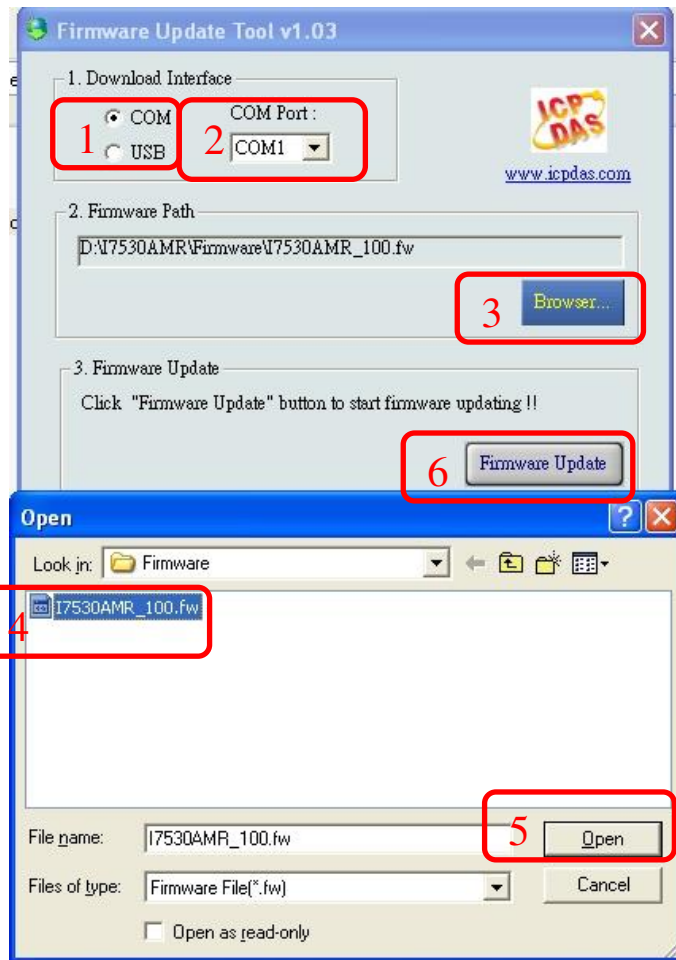 Firmware Update Tool v1.03
1. Download Interface
COM
COM Port :
1
2
USB
COM1
ICP
DAS
www.icpdas.com
2. Firmware Path
D:\I7530AMR\Firmware\I7530AMR_100.fw
3
Browser...
3. Firmware Update
Click "Firmware Update" button to start firmware updating !!
6
Firmware Update
Open
Look in:
Firmware
4
I7530AMR_100.fw
File name:
I7530AMR_100.fw
5
Open
Files of type:
Firmware File(*.fw)
Cancel
Open as read-only